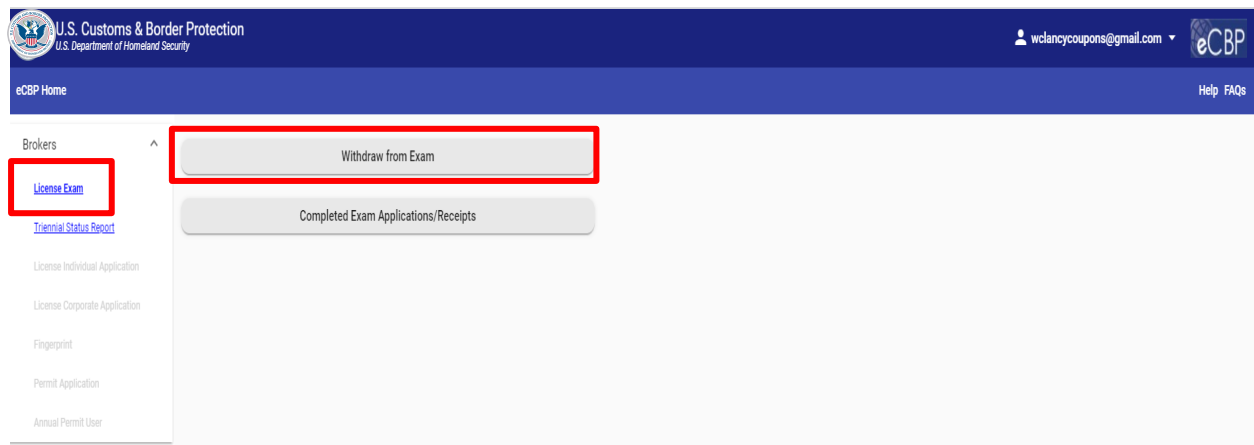 U.S. Customs & Border Protection
U.S. Department of Homeland Security
wclancycoupons@gmail.com
eCBP
eCBP Home
Help FAQs
Brokers
License Exam
Triennial Status Report
License Individual Application
License Corporate Application
Fingerprint
Permit Application
Annual Permit User
Withdraw from Exam
Completed Exam Applications/Receipts